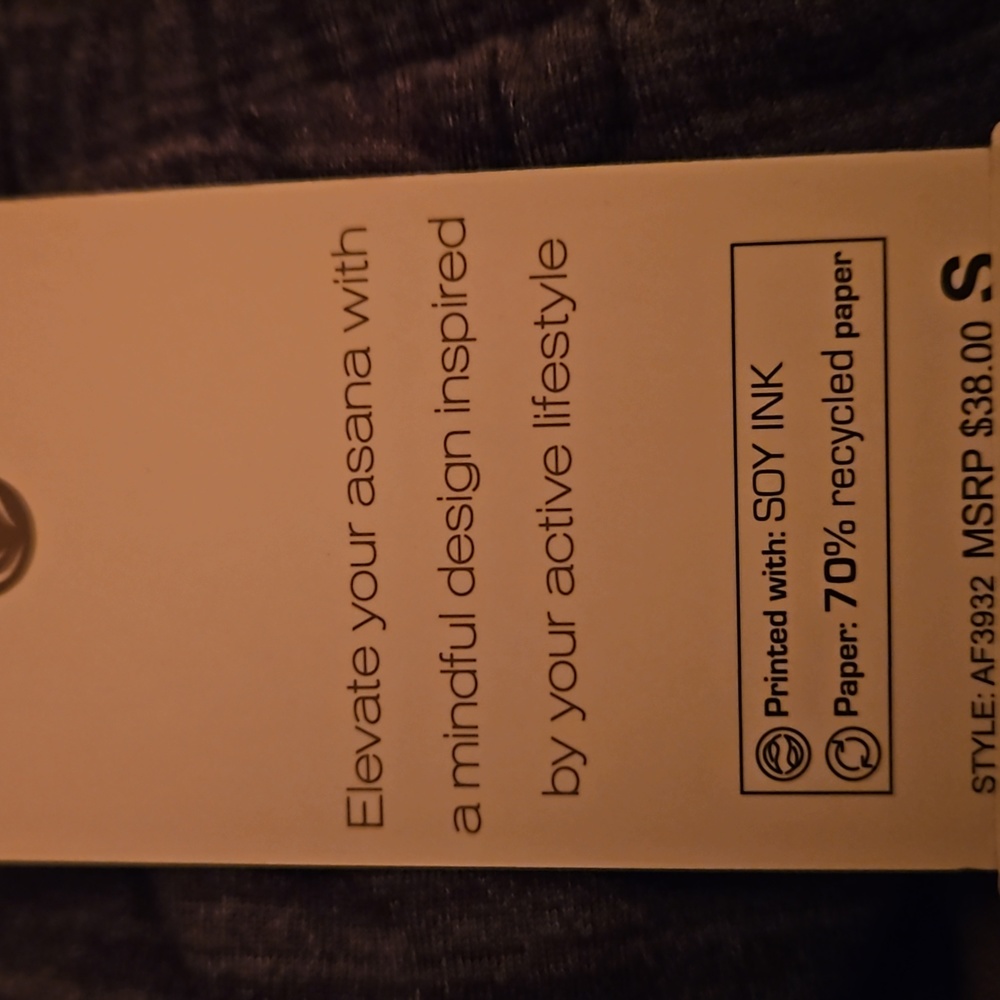 Elevate your asana with
a mindful design inspired
by your active lifestyle
Printed with: SOY INK
Paper: 70% recycled paper
STYLE: AF3932 MSRP $38.00 S